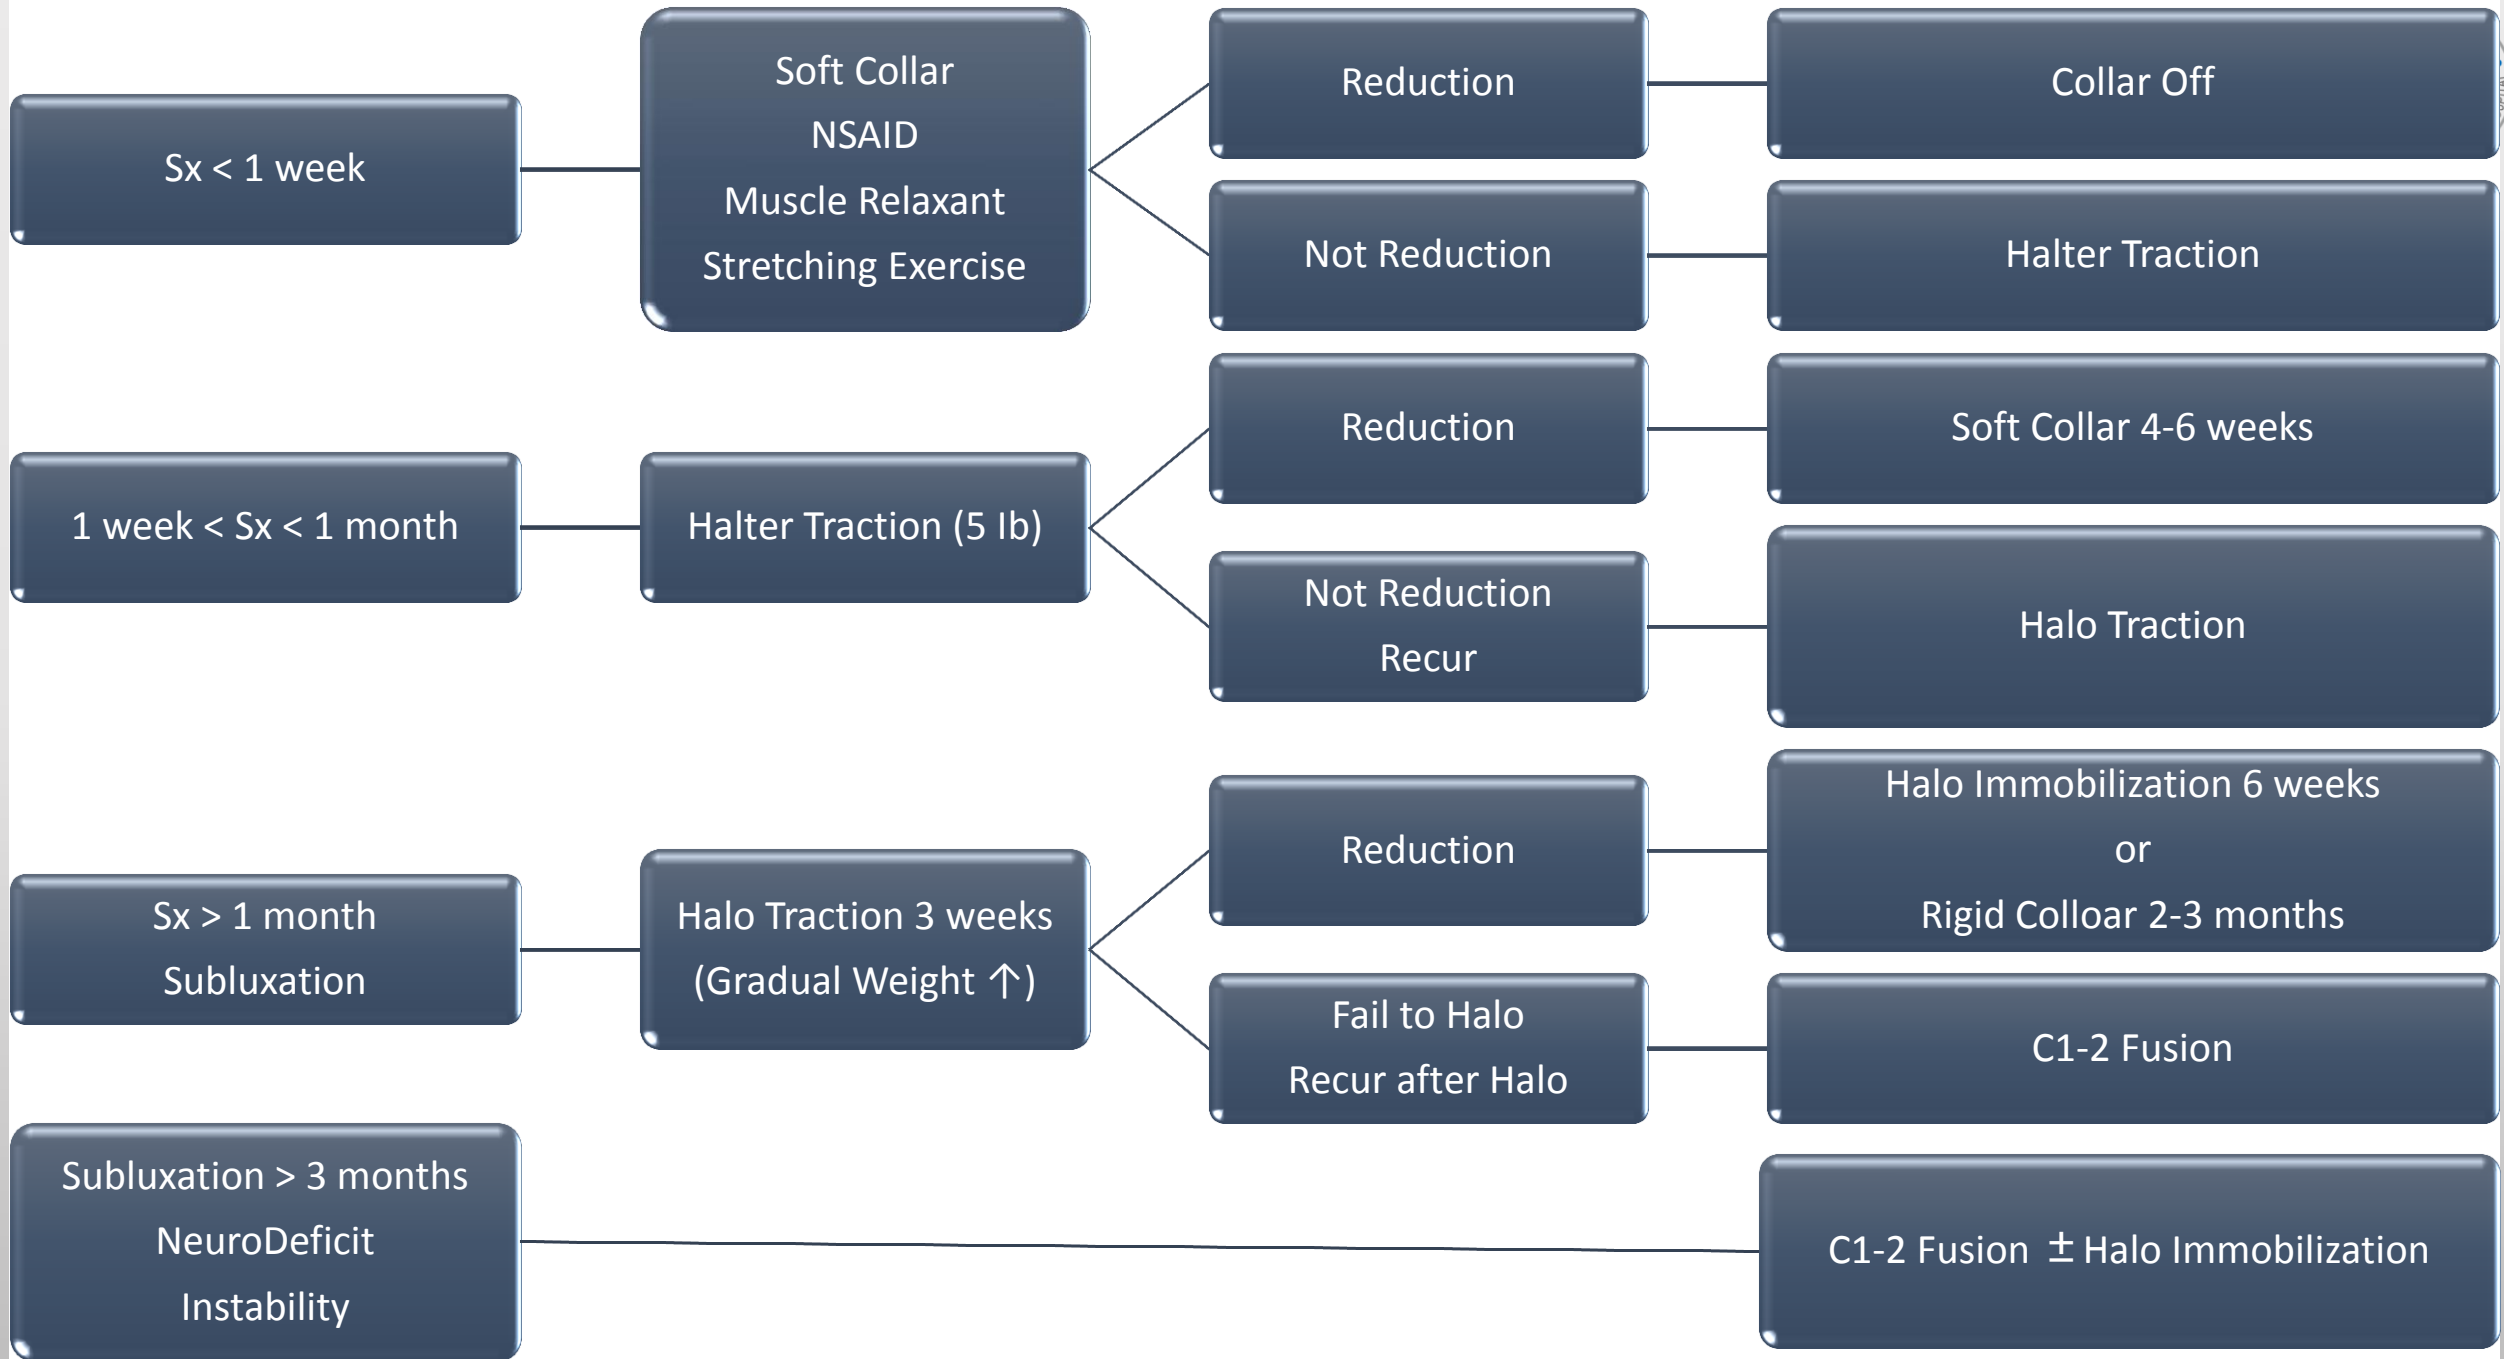 Sx < 1 week
Soft Collar
NSAID
Muscle Relaxant
Stretching Exercise
Reduction
Collar Off
Not Reduction
Halter Traction
1 week < Sx < 1 month
Halter Traction (5 Ib)
Reduction
Soft Collar 4-6 weeks
Not Reduction
Recur
Halo Traction
Sx > 1 month
Subluxation
Halo Traction 3 weeks
(Gradual Weight ↑)
Reduction
Halo Immobilization 6 weeks
or
Rigid Colloar 2-3 months
Fail to Halo
Recur after Halo
C1-2 Fusion
Subluxation > 3 months
NeuroDeficit
Instability
C1-2 Fusion ± Halo Immobilization